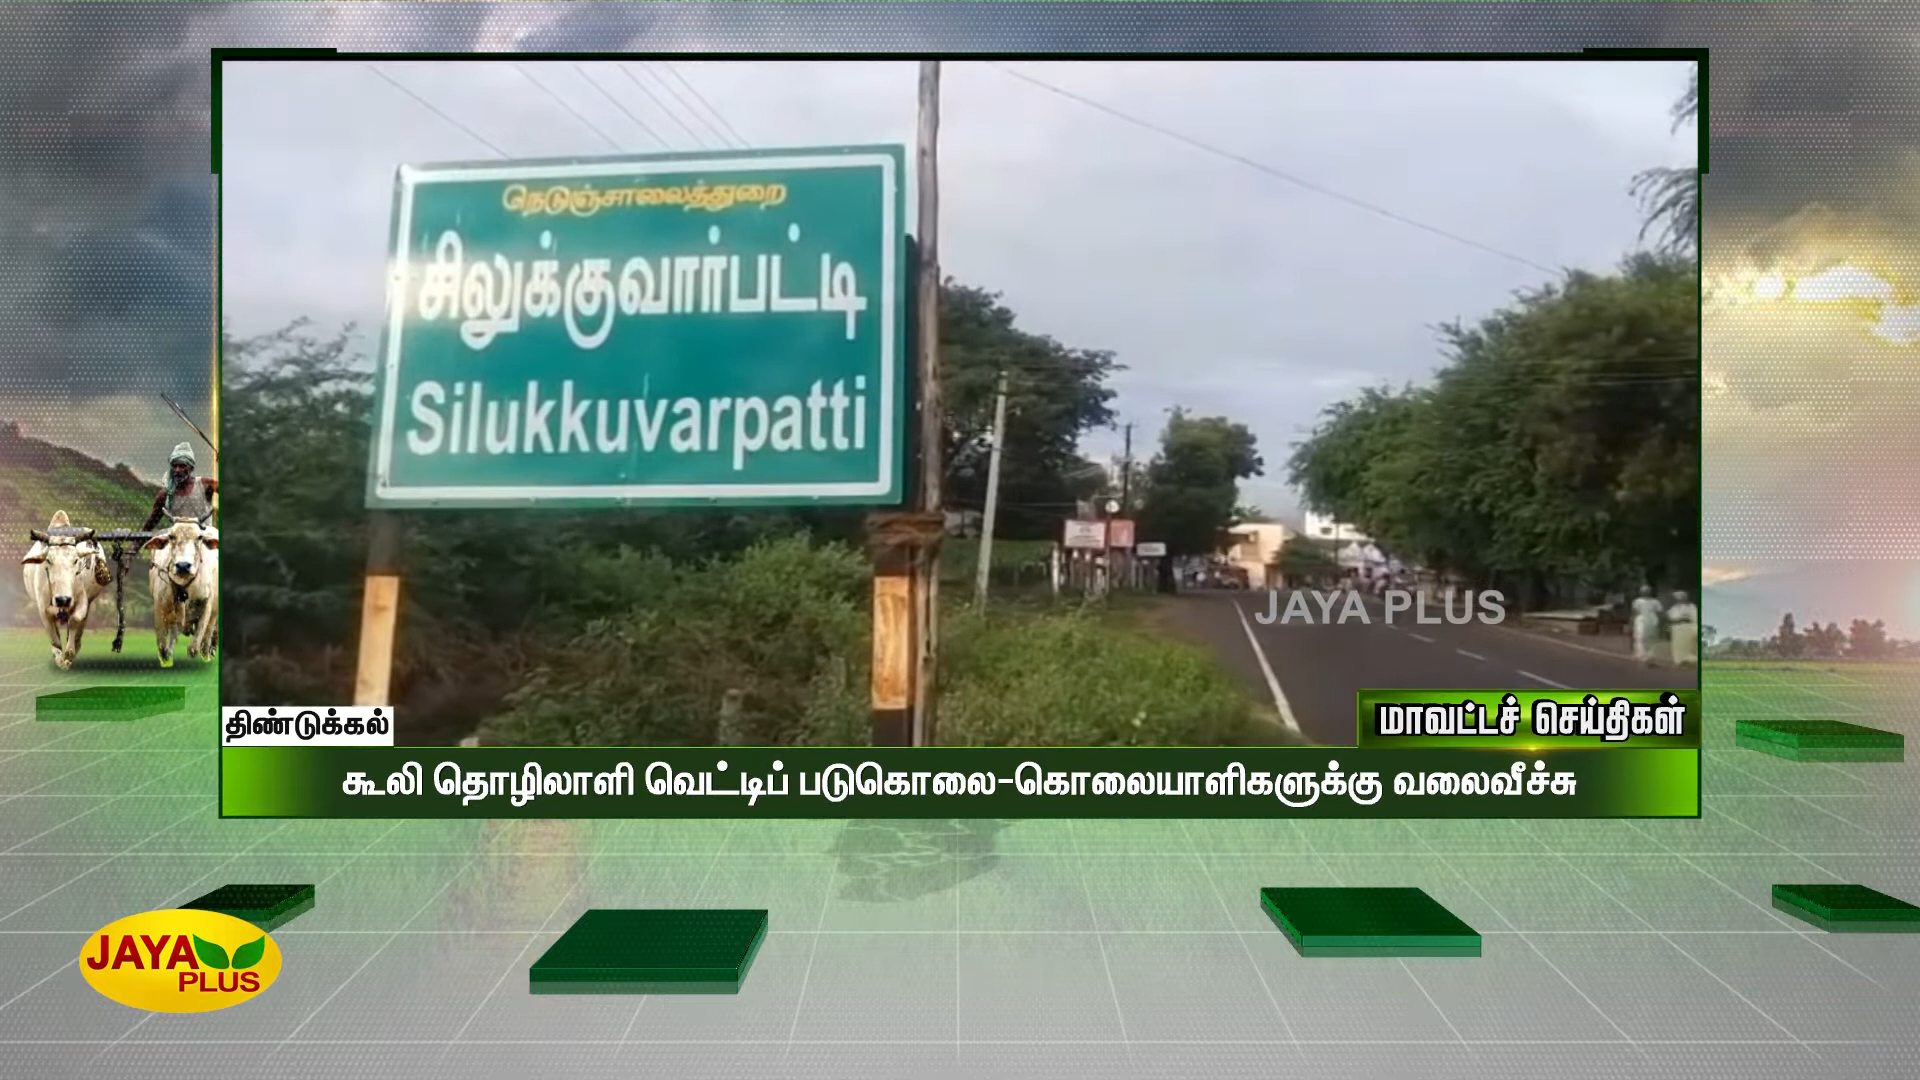 நெடுஞ்சாலைத்துறை
சிலுக்குவார்பட்டி
Silukkuvarpatti
JAYA PLUS
திண்டுக்கல்
மாவட்டச் செய்திகள்
கூலி தொழிலாளி வெட்டிப் படுகொலை-கொலையாளிகளுக்கு வலைவீச்சு
JAYA
PLUS